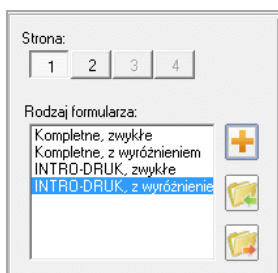 Strona:
1 2 3 4
Rodzaj formularza:
Kompletne, zwykłe
Kompletne, z wyróżnieniem
INTRO-DRUK, zwykłe
INTRO-DRUK, z wyróżnienie